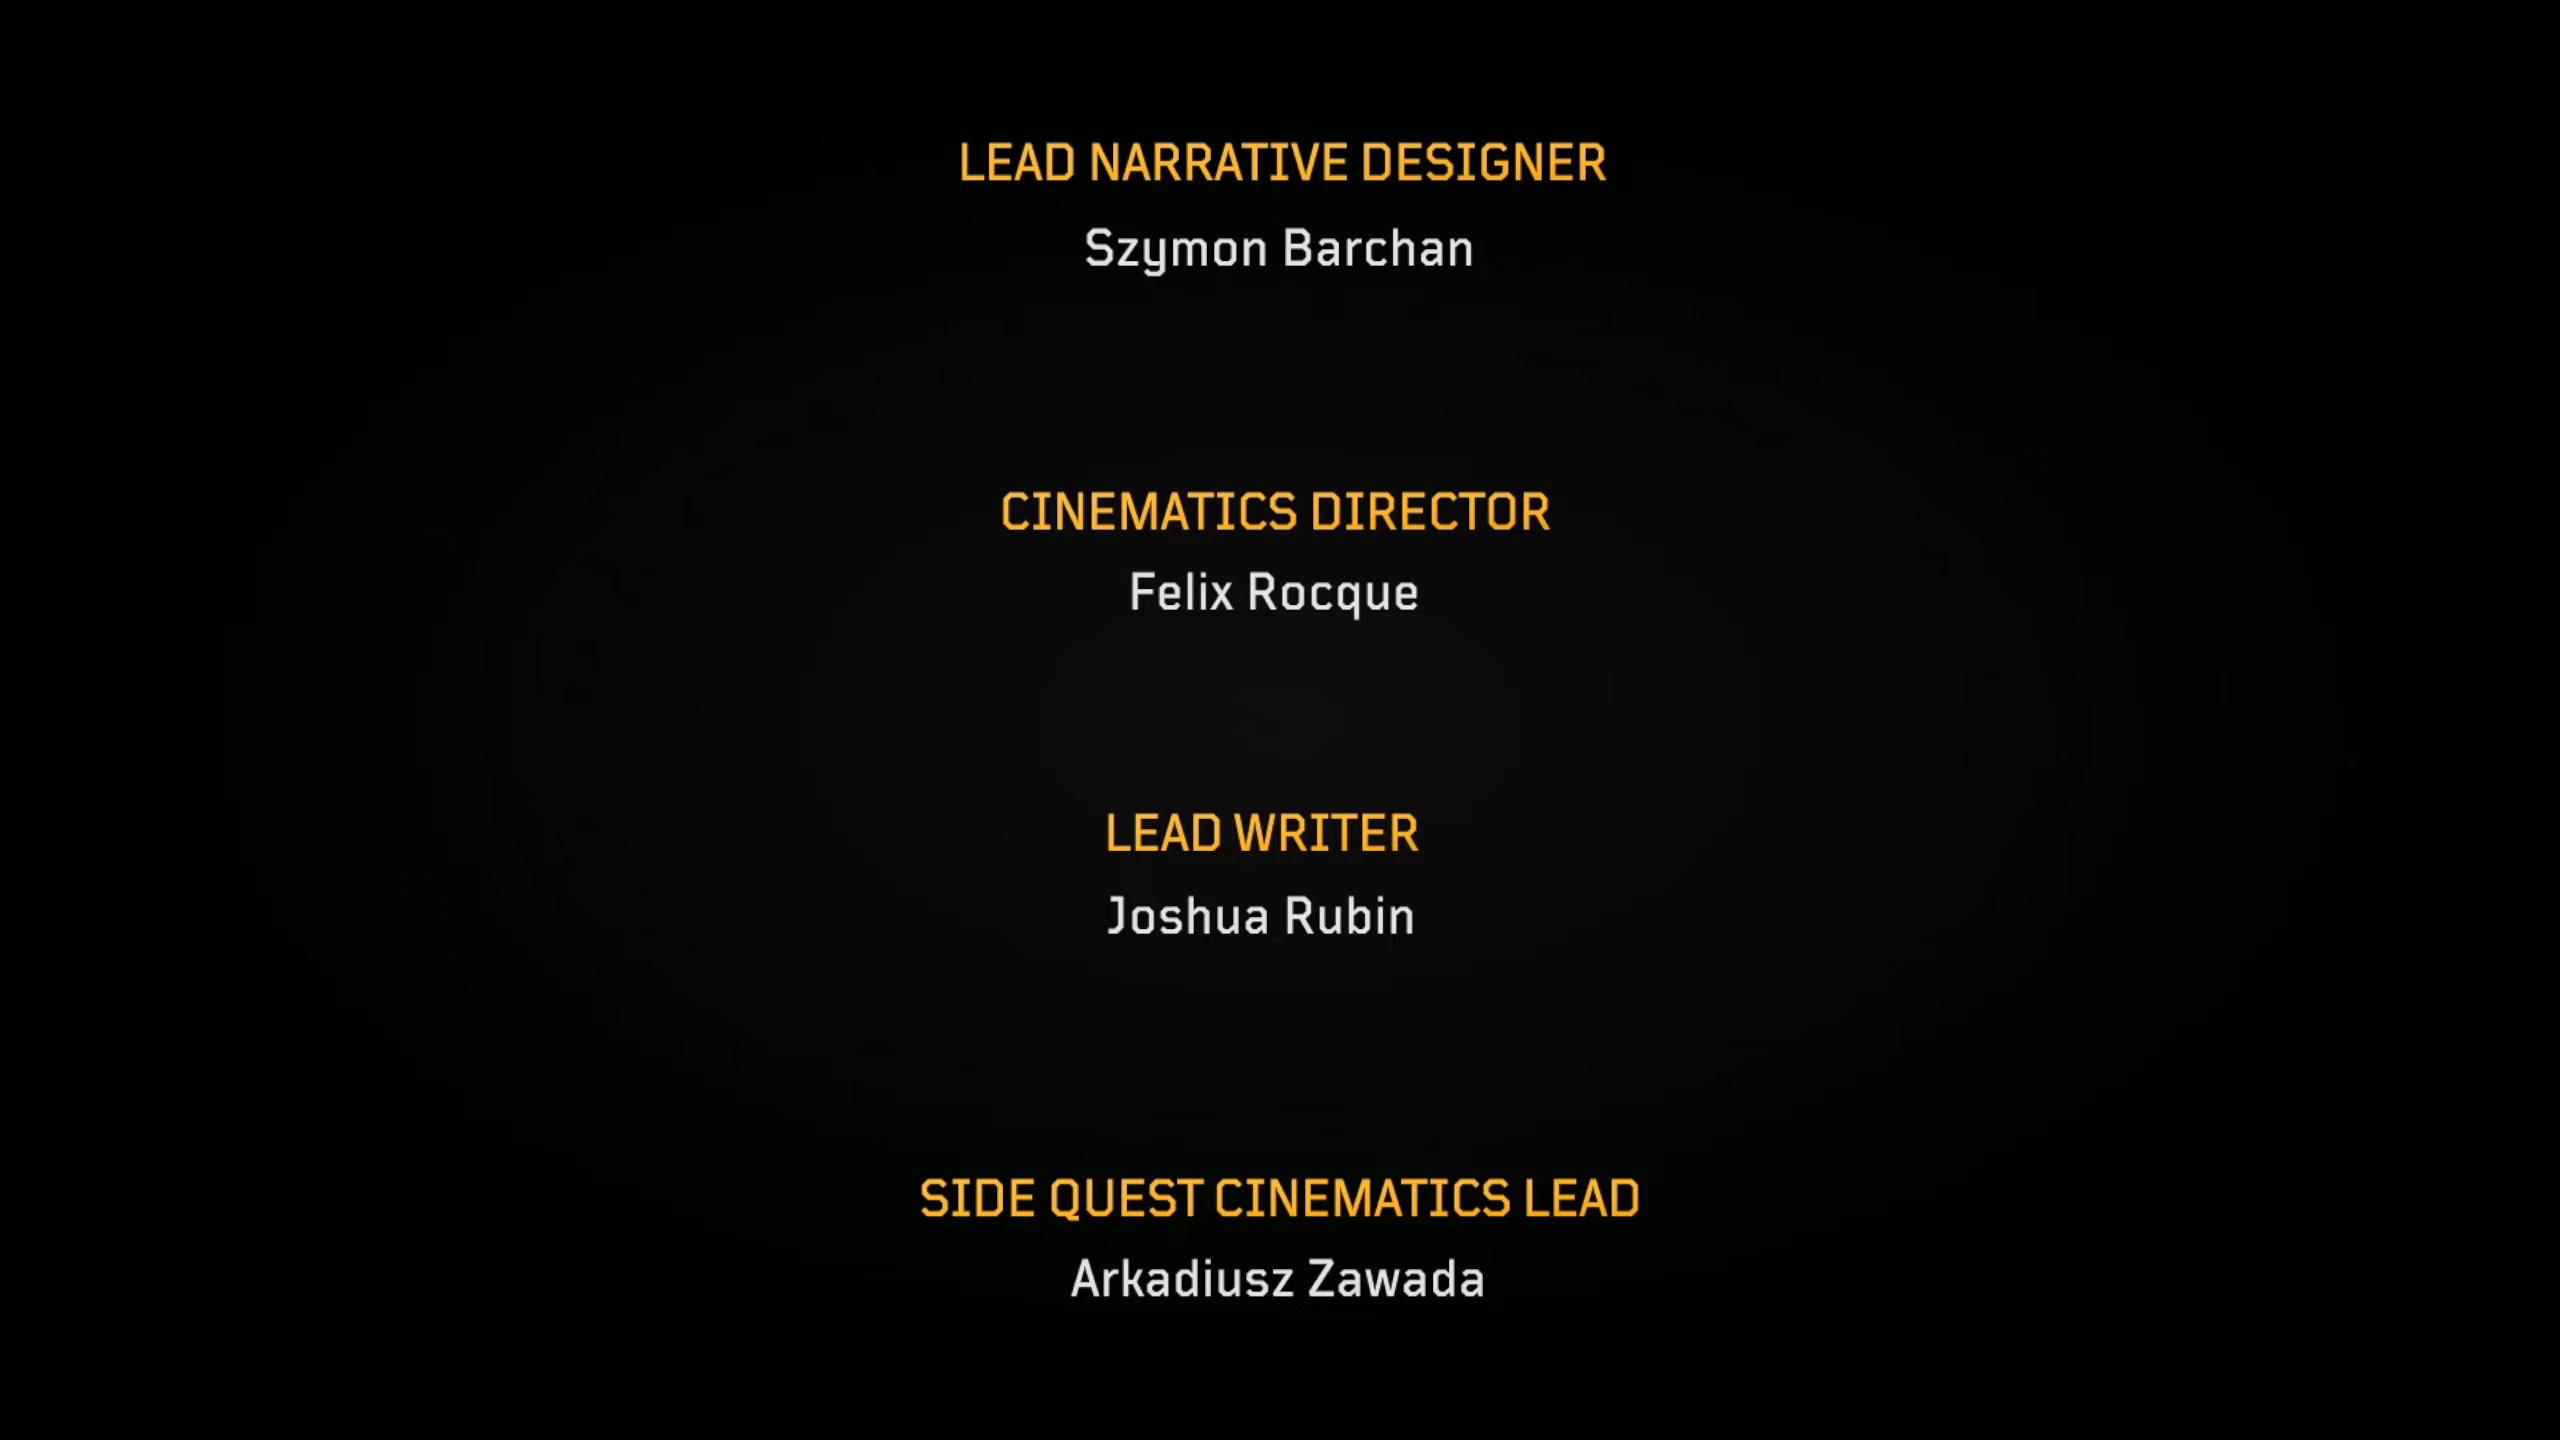 LEAD NARRATIVE DESIGNER
Szymon Barchan
CINEMATICS DIRECTOR
Felix Rocque
LEAD WRITER
Joshua Rubin
SIDE QUEST CINEMATICS LEAD
Arkadiusz Zawada